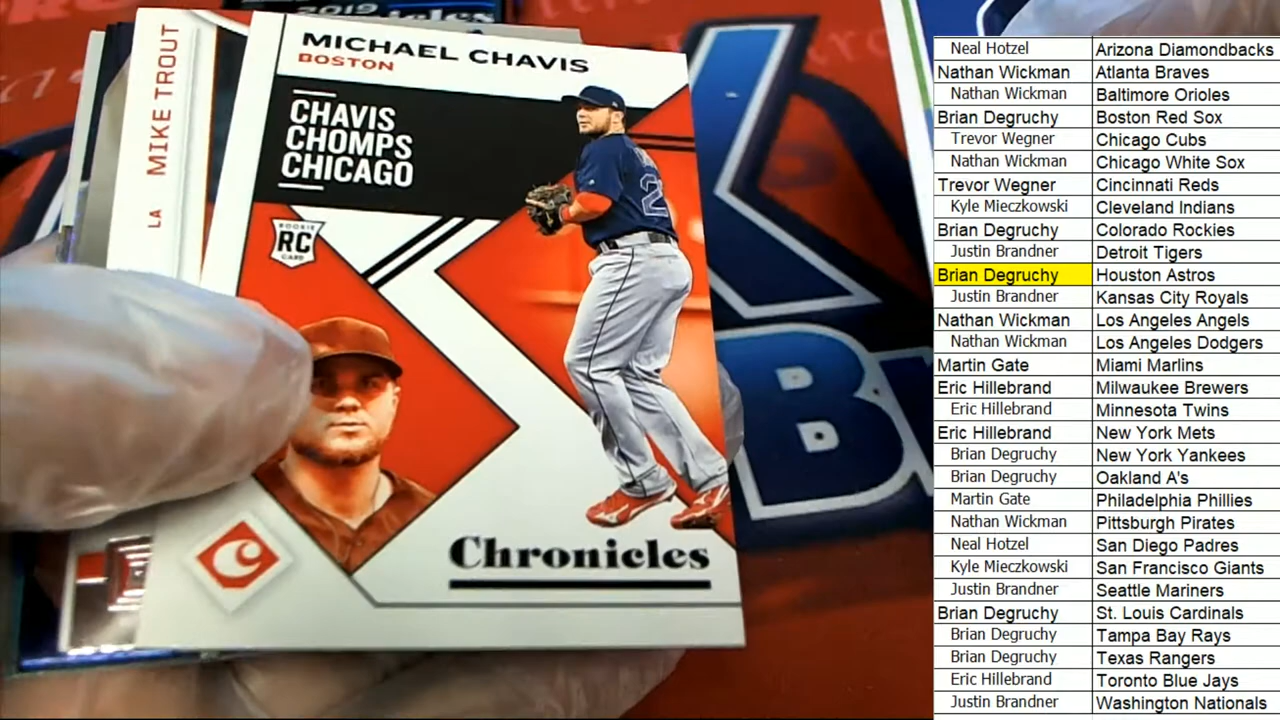 2019
Chronicles
MIKE TROUT
LA
MICHAEL CHAVIS
BOSTON
CHAVIS
CHOMPS
CHICAGO
ROOKIE
RC
CARD
2
C
Chronicles
K
B
Neal Hotzel Arizona Diamondbacks
Nathan Wickman Atlanta Braves
Nathan Wickman Baltimore Orioles
Brian Degruchy Boston Red Sox
Trevor Wegner Chicago Cubs
Nathan Wickman Chicago White Sox
Trevor Wegner Cincinnati Reds
Kyle Mieczkowski Cleveland Indians
Brian Degruchy Colorado Rockies
Justin Brandner Detroit Tigers
Brian Degruchy Houston Astros
Justin Brandner Kansas City Royals
Nathan Wickman Los Angeles Angels
Nathan Wickman Los Angeles Dodgers
Martin Gate Miami Marlins
Eric Hillebrand Milwaukee Brewers
Eric Hillebrand Minnesota Twins
Eric Hillebrand New York Mets
Brian Degruchy New York Yankees
Brian Degruchy Oakland A's
Martin Gate Philadelphia Phillies
Nathan Wickman Pittsburgh Pirates
Neal Hotzel San Diego Padres
Kyle Mieczkowski San Francisco Giants
Justin Brandner Seattle Mariners
Brian Degruchy St. Louis Cardinals
Brian Degruchy Tampa Bay Rays
Brian Degruchy Texas Rangers
Eric Hillebrand Toronto Blue Jays
Justin Brandner Washington Nationals